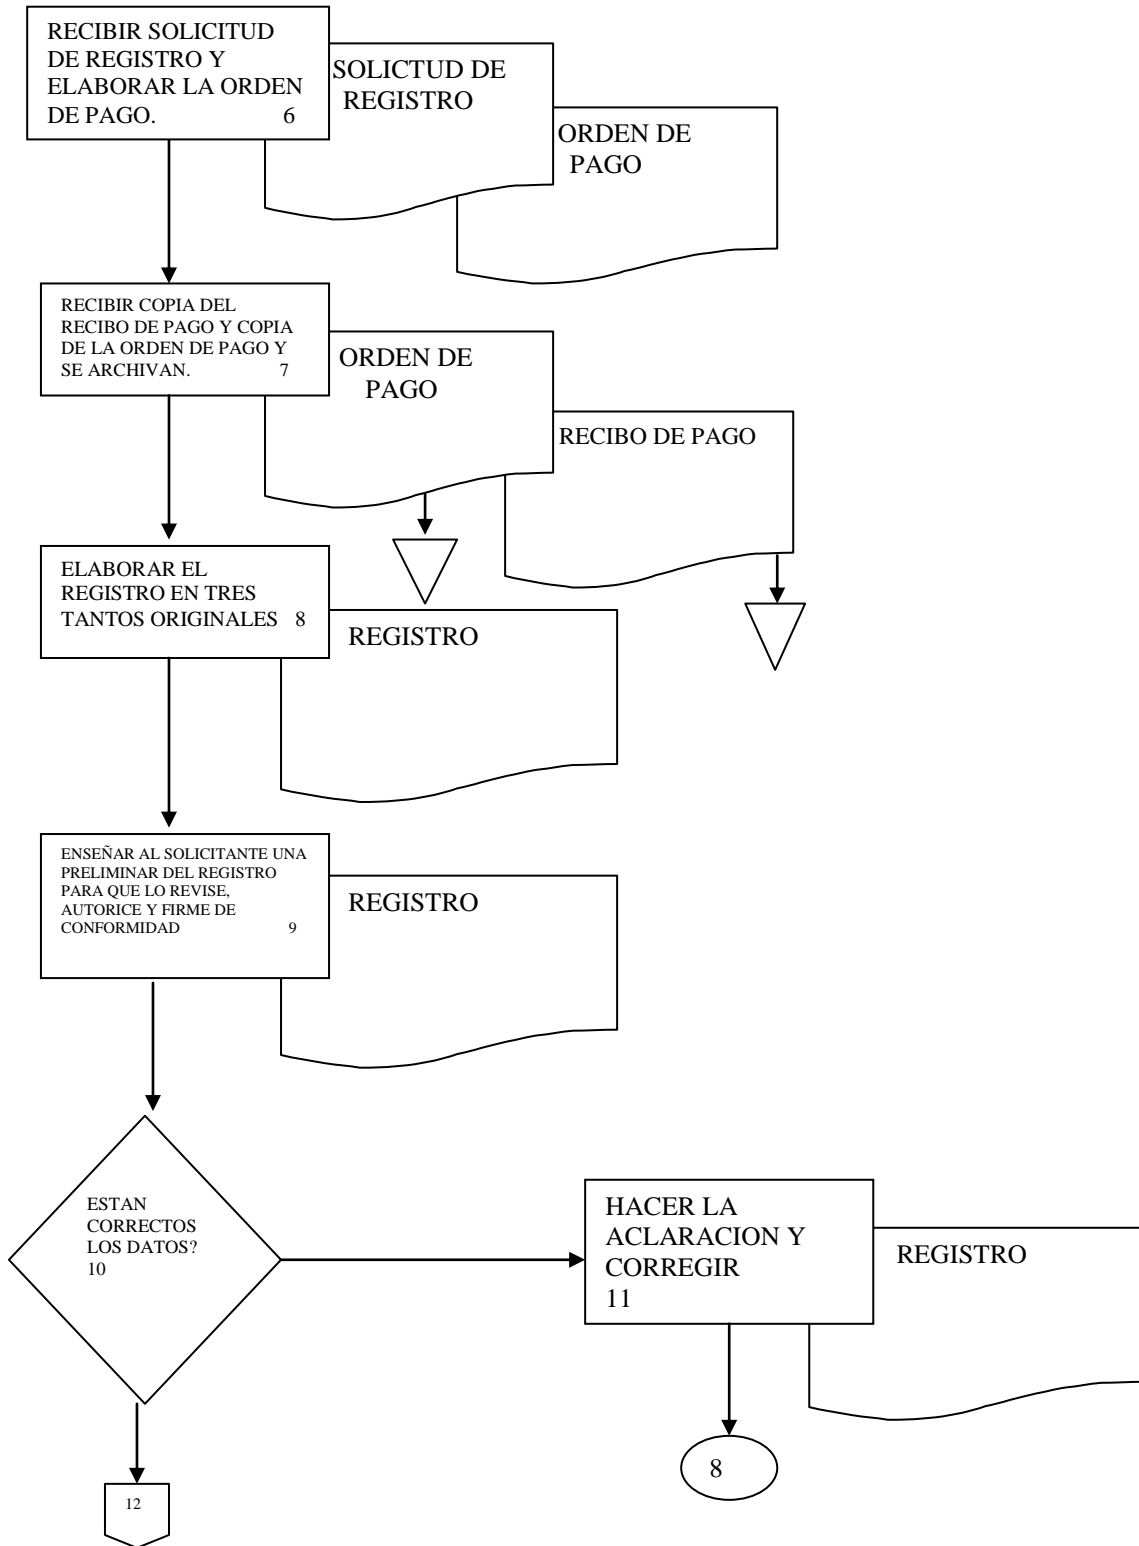 RECIBIR SOLICITUD
DE REGISTRO Y
ELABORAR LA ORDEN
DE PAGO. 6
SOLICTUD DE
REGISTRO
ORDEN DE
PAGO
RECIBIR COPIA DEL
RECIBO DE PAGO Y COPIA
DE LA ORDEN DE PAGO Y
SE ARCHIVAN. 7
ORDEN DE
PAGO
RECIBO DE PAGO
ELABORAR EL
REGISTRO EN TRES
TANTOS ORIGINALES 8
REGISTRO
ENSEÑAR AL SOLICITANTE UNA
PRELIMINAR DEL REGISTRO
PARA QUE LO REVISE,
AUTORICE Y FIRME DE
CONFORMIDAD 9
REGISTRO
ESTAN
CORRECTOS
LOS DATOS?
10
HACER LA
ACLARACION Y
CORREGIR
11
REGISTRO
8
12